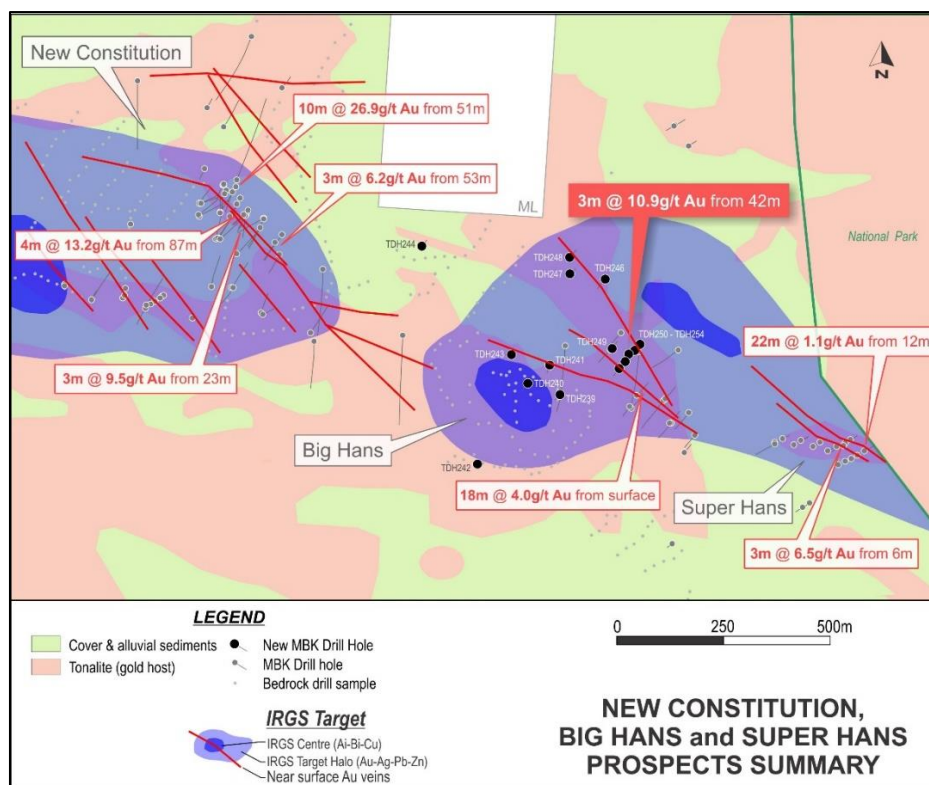 New Constitution
10m @ 26.9g/t Au from 51m
3m @ 6.2g/t Au from 53m
N
ML
3m @ 10.9g/t Au from 42m
National Park
4m @ 13.2g/t Au from 87m
TDH244
TDH248
TDH247
TDH246
TDH249
TDH250 - TDH254
22m @ 1.1g/t Au from 12m
TDH243
TDH241
3m @ 9.5g/t Au from 23m
TDH240
TDH239
Big Hans
TDH242
18m @ 4.0g/t Au from surface
Super Hans
3m @ 6.5g/t Au from 6m
LEGEND
Cover & alluvial sediments
Tonalite (gold host)
New MBK Drill Hole
MBK Drill hole
Bedrock drill sample
IRGS Target
IRGS Centre (Ai-Bi-Cu)
IRGS Target Halo (Au-Ag-Pb-Zn)
Near surface Au veins
0 250 500m
NEW CONSTITUTION,
BIG HANS and SUPER HANS
PROSPECTS SUMMARY